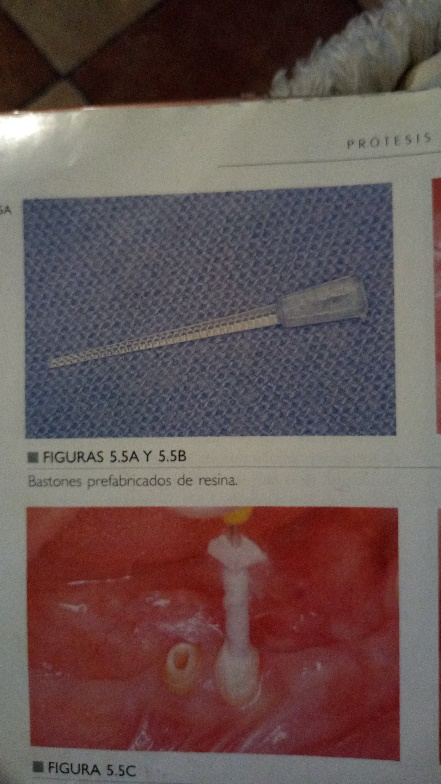 PRÓTESIS
■ FIGURAS 5.5A Y 5.5B
Bastones prefabricados de resina.
■ FIGURA 5.5C